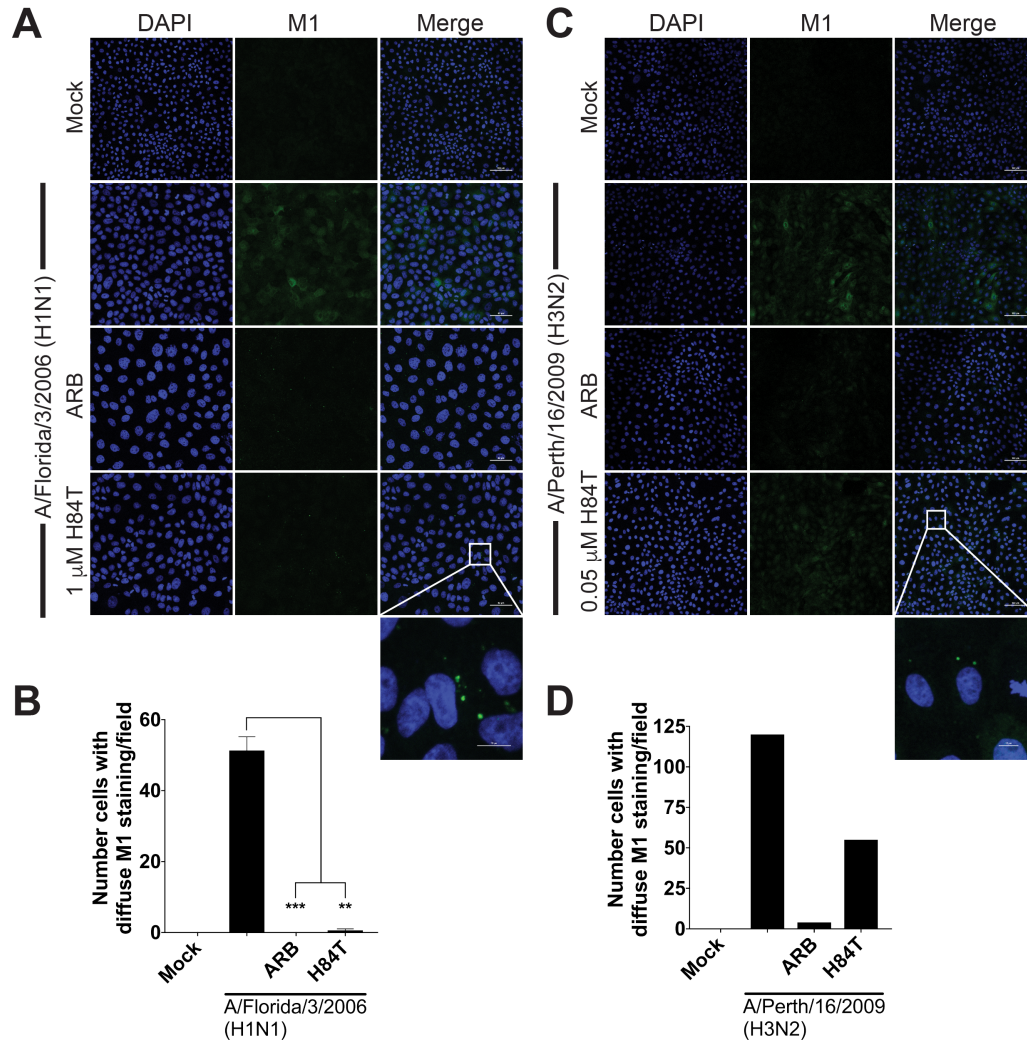 A
DAPI
M1
Merge
Mock
A/Florida/3/2006 (H1N1)
ARB
1 µM H84T
C
DAPI
M1
Merge
Mock
A/Perth/16/2009 (H3N2)
ARB
0.05 µM H84T
B
Number cells with
diffuse M1 staining/field
60
40
20
0
***
**
Mock
ARB
H84T
A/Florida/3/2006
(H1N1)
D
Number cells with
diffuse M1 staining/field
125
100
75
50
25
0
Mock
ARB
H84T
A/Perth/16/2009
(H3N2)